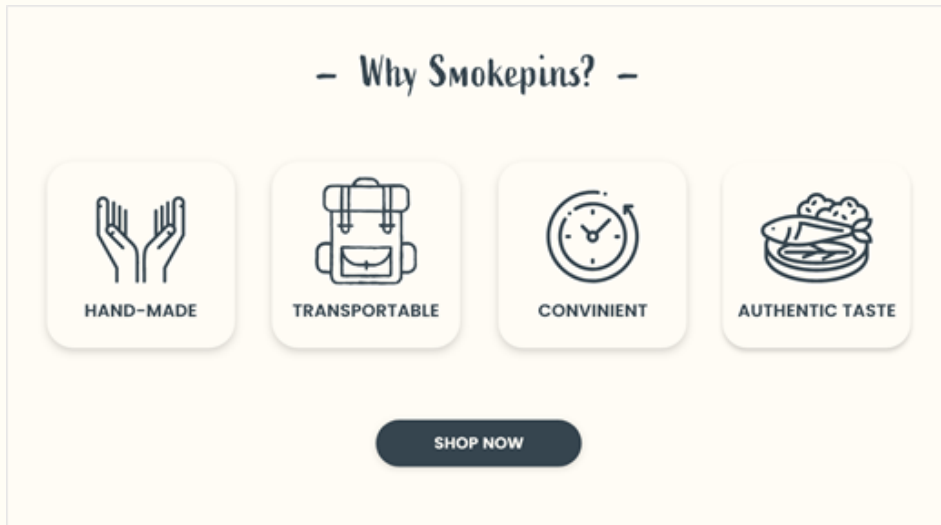 - Why Smokepins? -
HAND-MADE
TRANSPORTABLE
CONVINIENT
AUTHENTIC TASTE
SHOP NOW